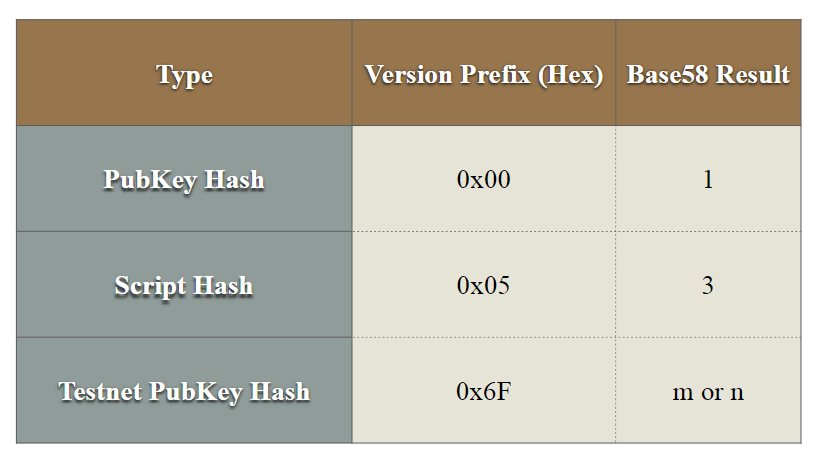 Type Version Prefix (Hex) Base58 Result
PubKey Hash 0x00 1
Script Hash 0x05 3
Testnet PubKey Hash 0x6F m or n